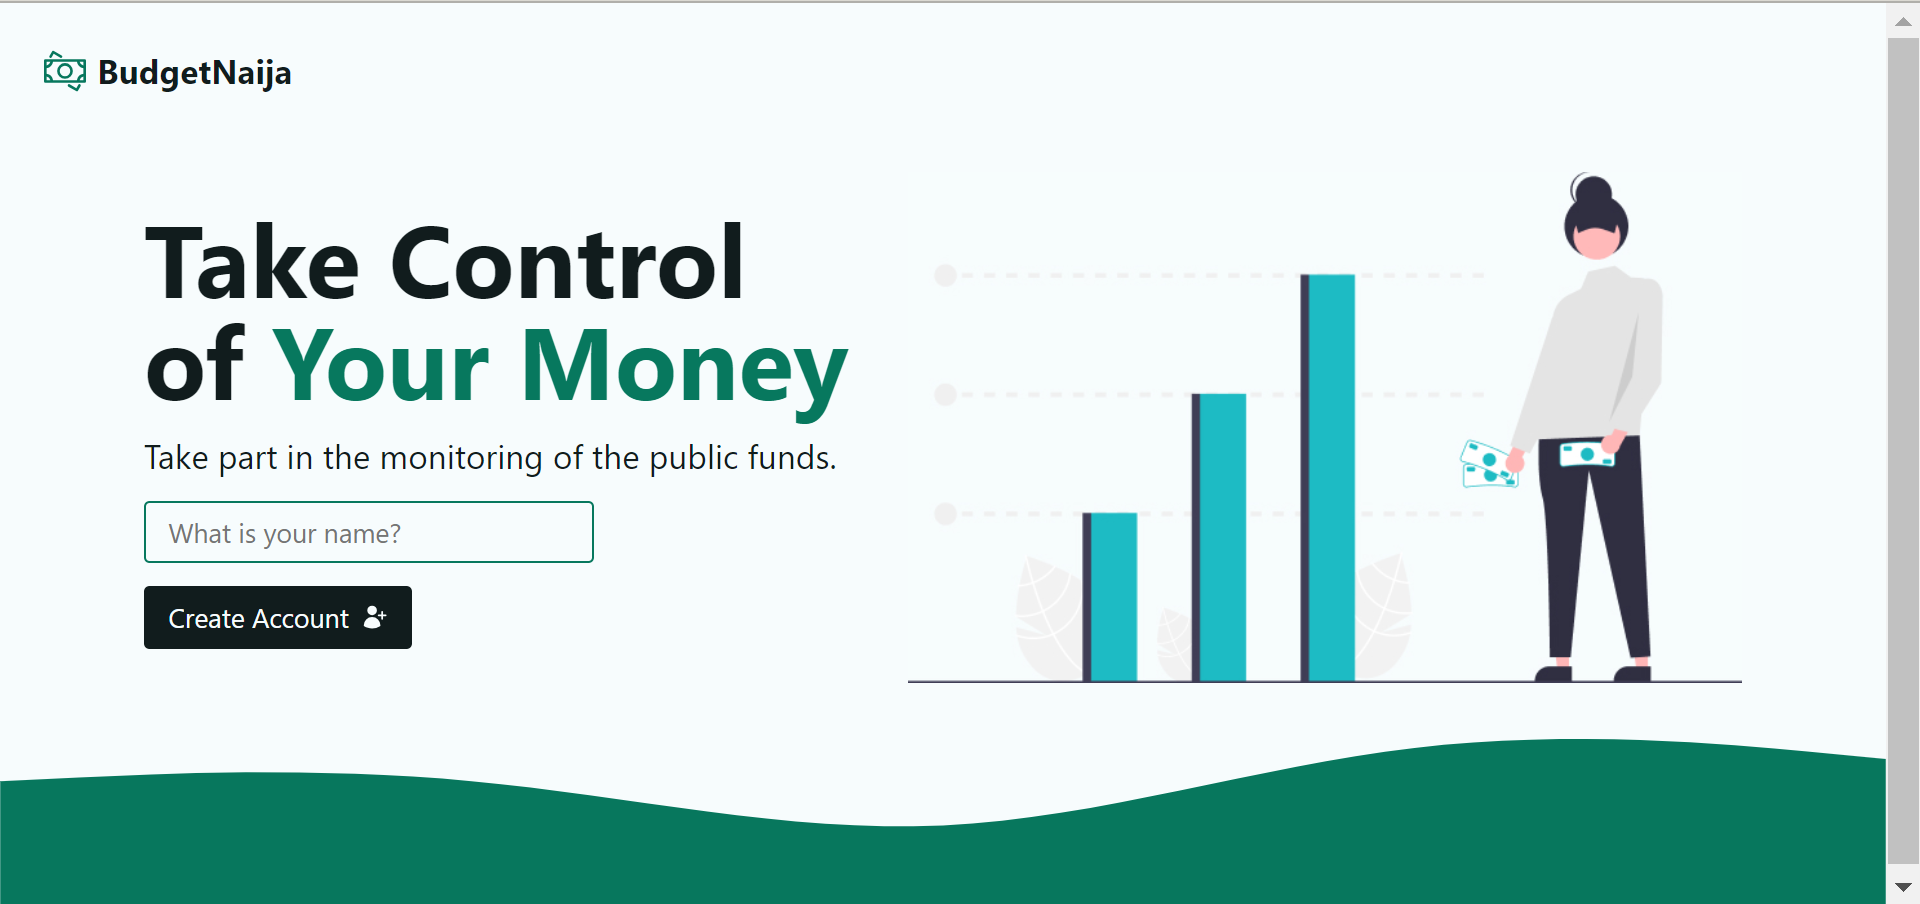 BudgetNaija
Take Control
of Your Money
Take part in the monitoring of the public funds.
What is your name?
Create Account